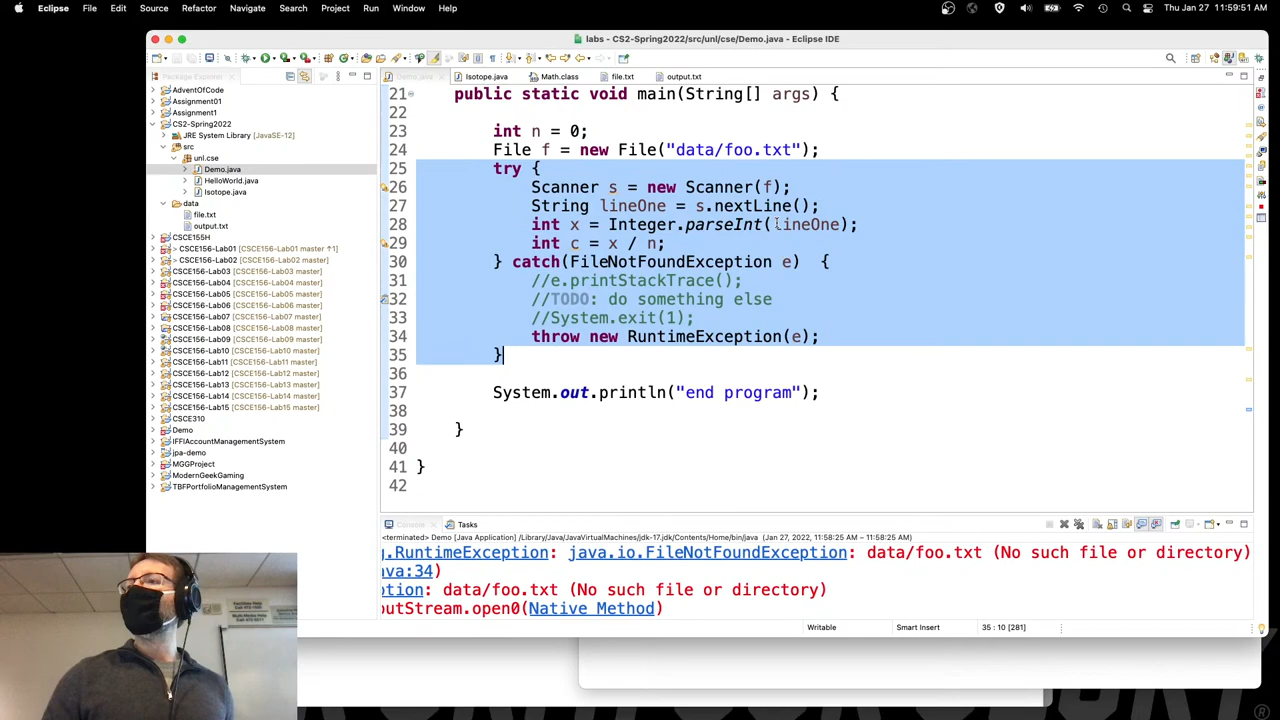 Eclipse File Edit Source Refactor Navigate Search Project Run Window Help Thu Jan 27 11:59:51 AM
labs - CS2-Spring2022/src/unl/cse/Demo.java - Eclipse IDE
Package Explorer
Demo.java Isotope.java Math.class file.txt output.txt
AdventOfCode
Assignment01
Assignment1
CS2-Spring2022
JRE System Library [JavaSE-12]
src
unl.cse
Demo.java
HelloWorld.java
Isotope.java
data
file.txt
output.txt
CSCE155H
> CSCE156-Lab01 [CSCE156-Lab01 master ↑1]
> CSCE156-Lab02 [CSCE156-Lab02 master]
CSCE156-Lab03 [CSCE156-Lab03 master]
CSCE156-Lab04 [CSCE156-Lab04 master]
CSCE156-Lab05 [CSCE156-Lab05 master]
CSCE156-Lab06 [CSCE156-Lab06 master]
CSCE156-Lab07 [CSCE156-Lab07 master]
CSCE156-Lab08 [CSCE156-Lab08 master]
CSCE156-Lab09 [CSCE156-Lab09 master]
CSCE156-Lab10 [CSCE156-Lab10 master]
CSCE156-Lab11 [CSCE156-Lab11 master]
CSCE156-Lab12 [CSCE156-Lab12 master]
CSCE156-Lab13 [CSCE156-Lab13 master]
CSCE156-Lab14 [CSCE156-Lab14 master]
CSCE156-Lab15 [CSCE156-Lab15 master]
CSCE310
Demo
IFFIAccountManagementSystem
jpa-demo
MGGProject
ModernGeekGaming
TBFPortfolioManagementSystem
21 public static void main(String[] args) {
22
23 int n = 0;
24 File f = new File("data/foo.txt");
25 try {
26 Scanner s = new Scanner(f);
27 String lineOne = s.nextLine();
28 int x = Integer.parseInt(lineOne);
29 int c = x / n;
30 } catch(FileNotFoundException e) {
31 //e.printStackTrace();
32 //TODO: do something else
33 //System.exit(1);
34 throw new RuntimeException(e);
35 }
36
37 System.out.println("end program");
38
39 }
40
41 }
42
Console Tasks
<terminated> Demo [Java Application] /Library/Java/JavaVirtualMachines/jdk-17.jdk/Contents/Home/bin/java (Jan 27, 2022, 11:58:25 AM – 11:58:25 AM)
g.RuntimeException: java.io.FileNotFoundException: data/foo.txt (No such file or directory)
ava:34)
ption: data/foo.txt (No such file or directory)
outStream.open0(Native Method)
Writable Smart Insert 35 : 10 [281]